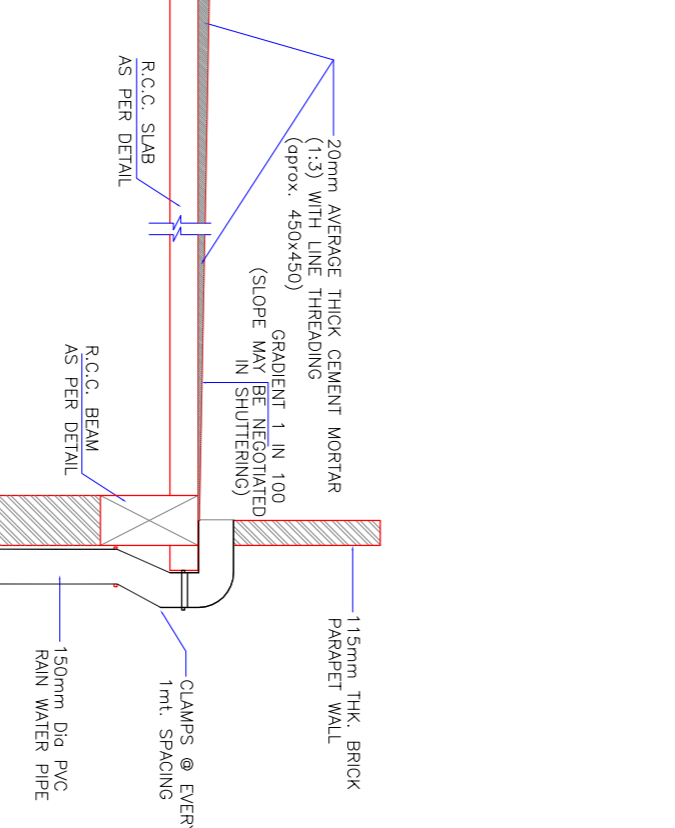 20mm AVERAGE THICK CEMENT MORTAR
(1:3) WITH LINE THREADING
(aprox. 450x450)
GRADIENT 1 IN 100
(SLOPE MAY BE NEGOTIATED
IN SHUTTERING)
R.C.C. SLAB
AS PER DETAIL
R.C.C. BEAM
AS PER DETAIL
115mm THK. BRICK
PARAPET WALL
CLAMPS @ EVERY
1mt. SPACING
150mm Dia PVC
RAIN WATER PIPE